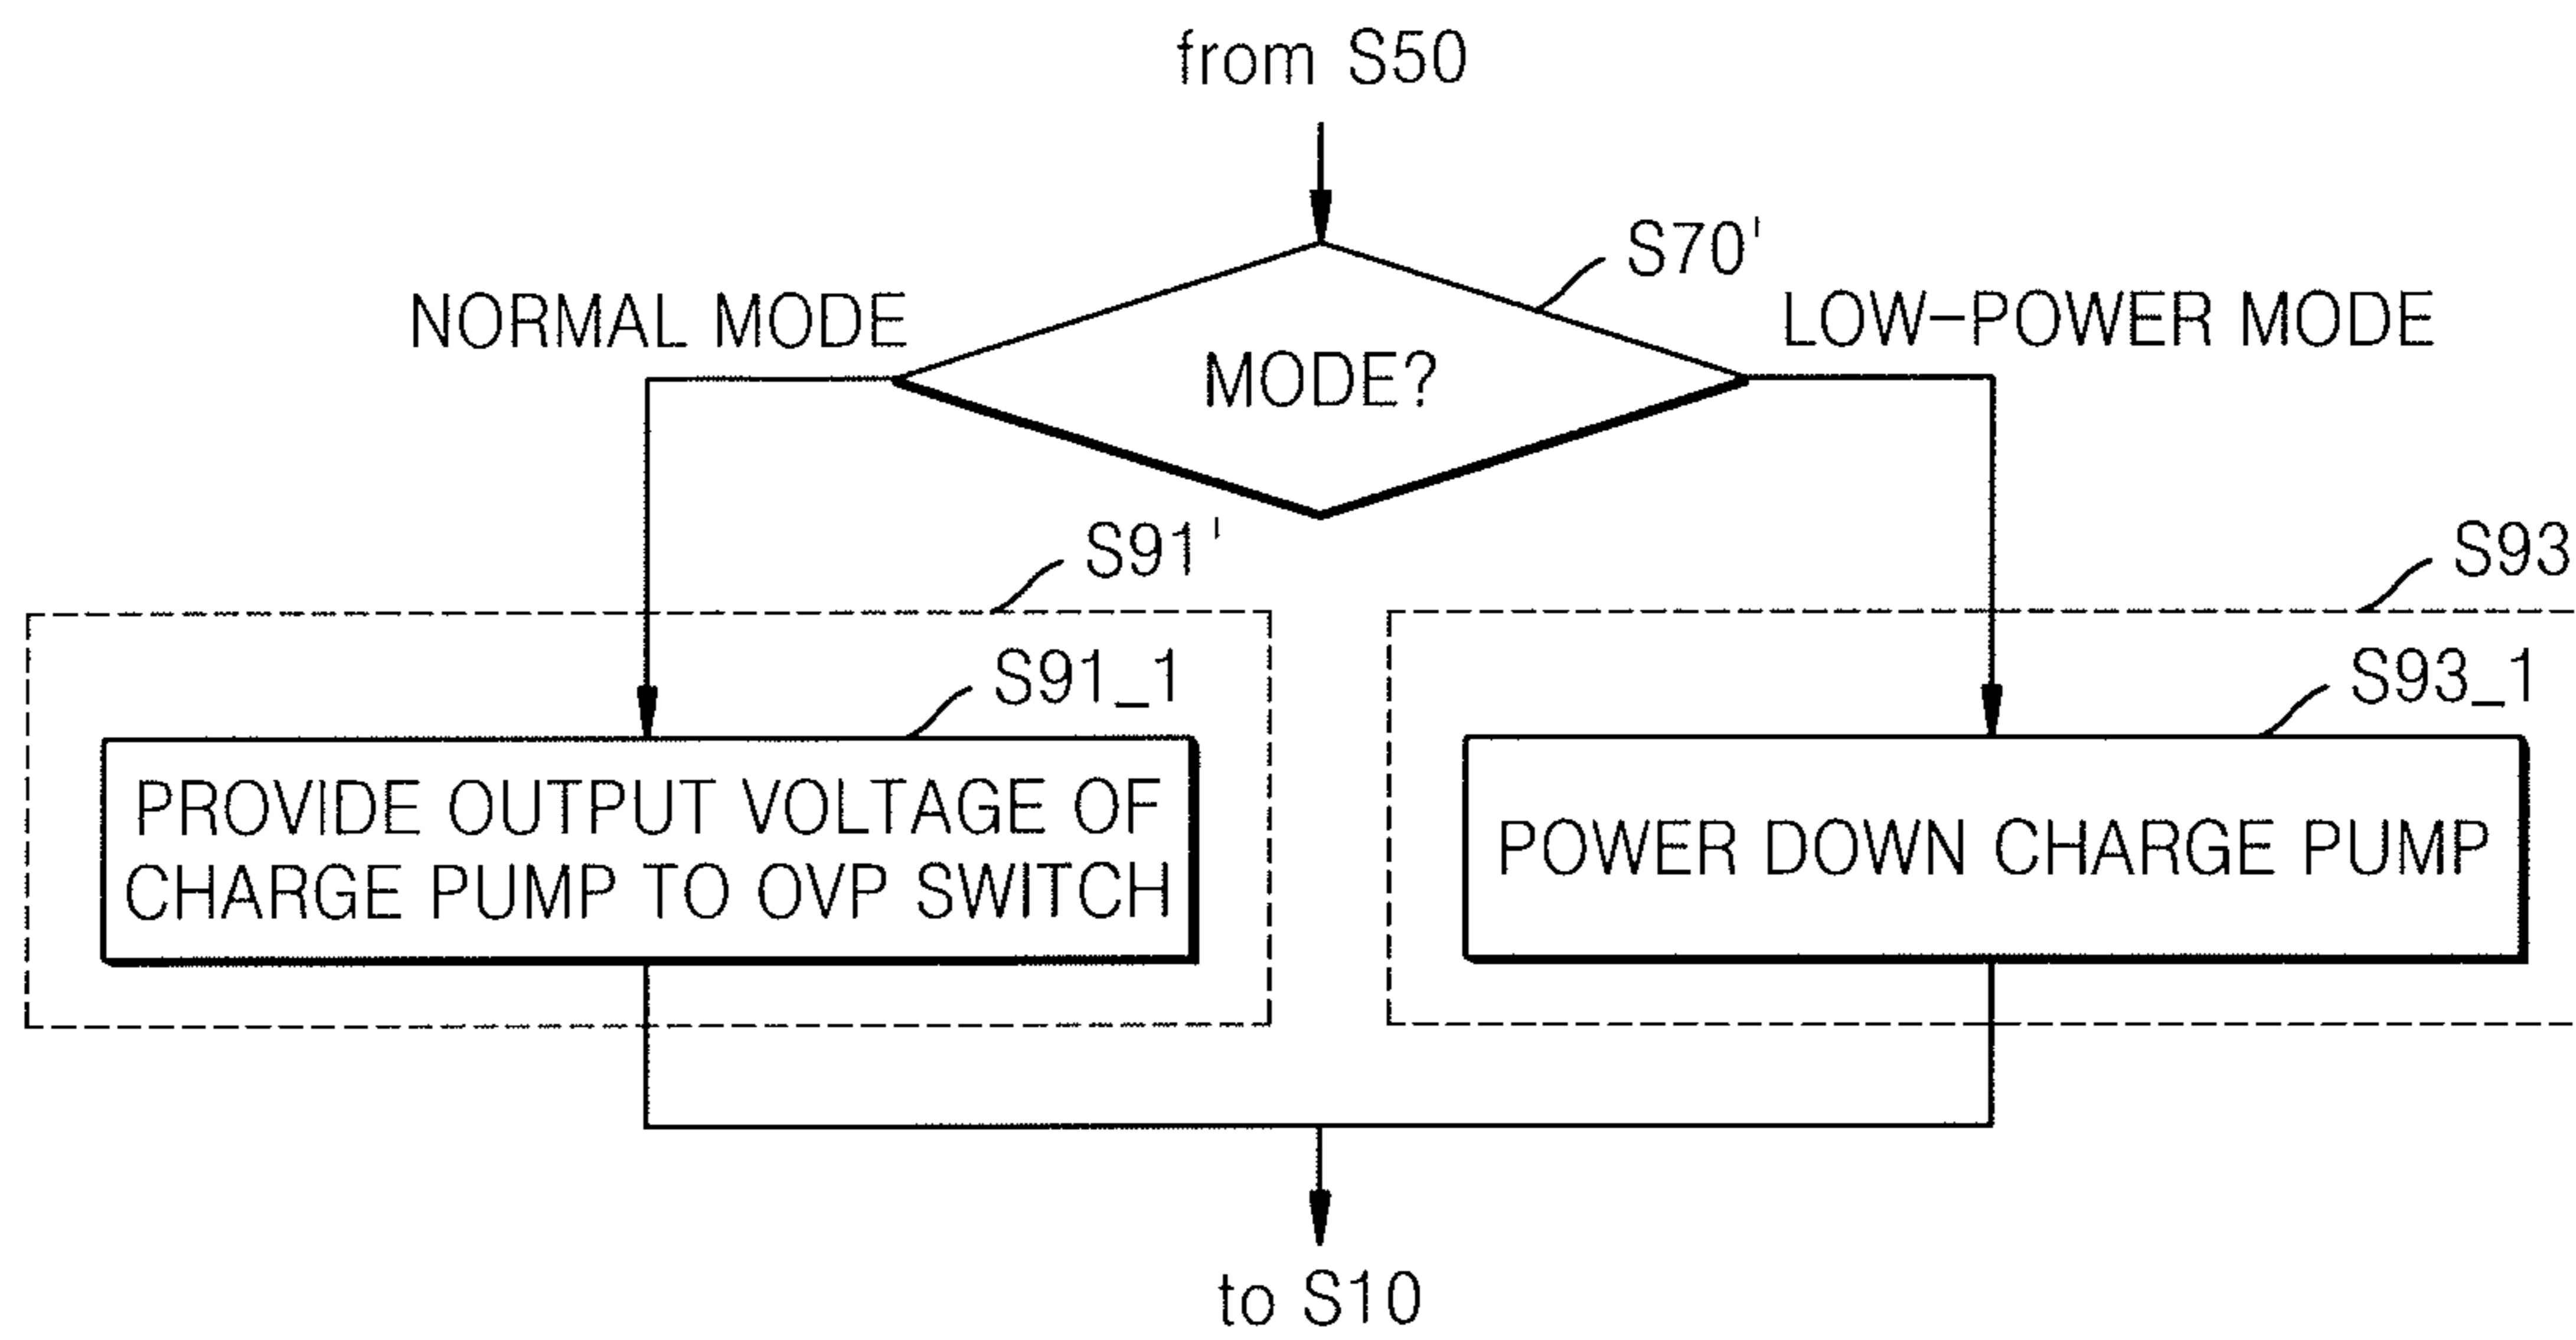 from S50
S70'
NORMAL MODE
LOW-POWER MODE
MODE?
S91'
S93
S91_1
S93_1
PROVIDE OUTPUT VOLTAGE OF
CHARGE PUMP TO OVP SWITCH
POWER DOWN CHARGE PUMP
to S10